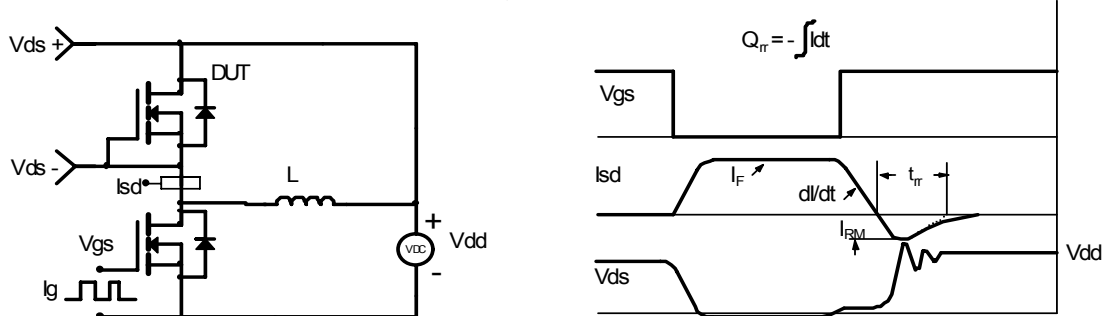 Vds +
DUT
Vds -
Isd
L
Vgs
Ig
+
VDC
-
Vdd
Qrr = - ∫ Idt
Vgs
Isd
IF
dI/dt
trr
IRM
Vds
Vdd